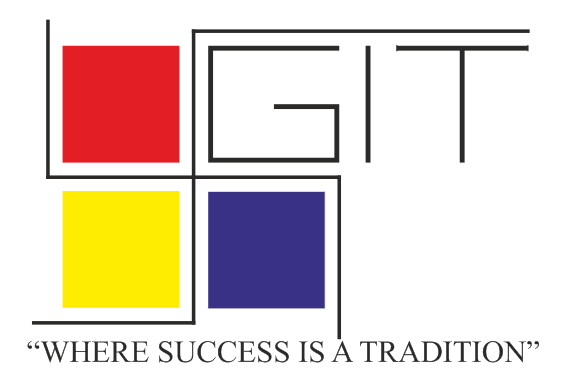 GIT
“WHERE SUCCESS IS A TRADITION”